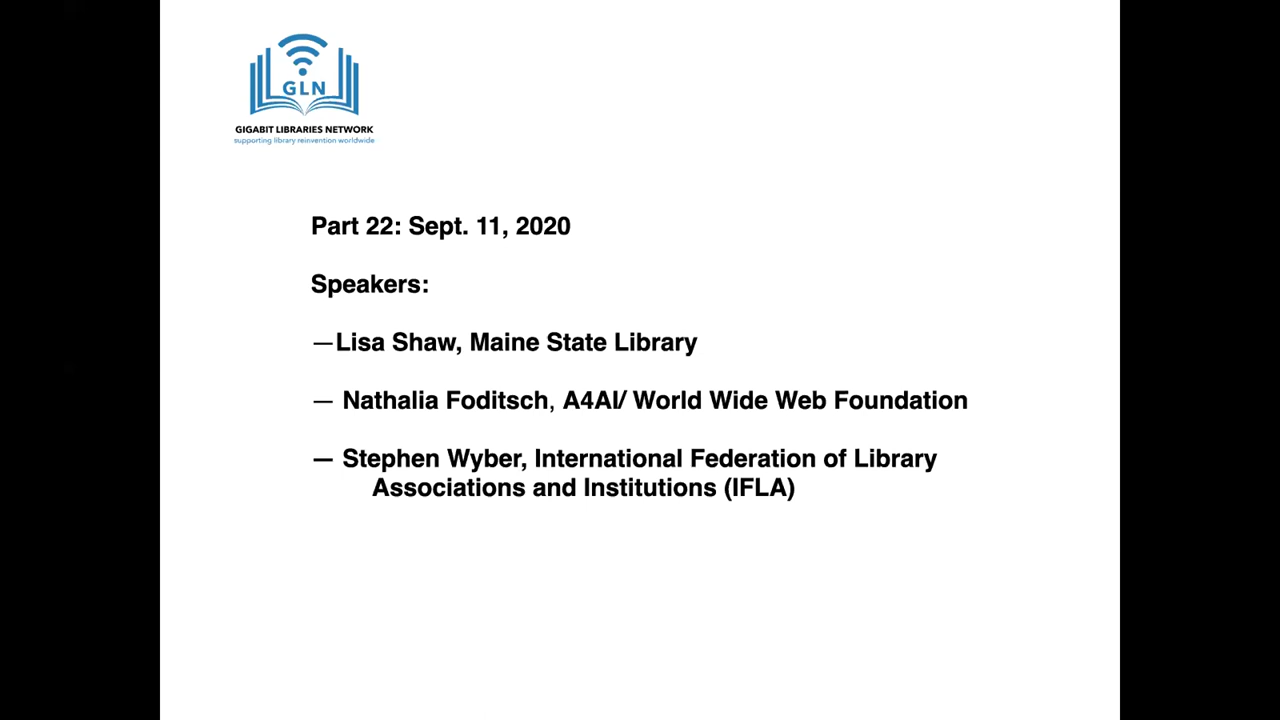 GLN
GIGABIT LIBRARIES NETWORK
supporting library reinvention worldwide
Part 22: Sept. 11, 2020
Speakers:
—Lisa Shaw, Maine State Library
— Nathalia Foditsch, A4AI/ World Wide Web Foundation
— Stephen Wyber, International Federation of Library
Associations and Institutions (IFLA)